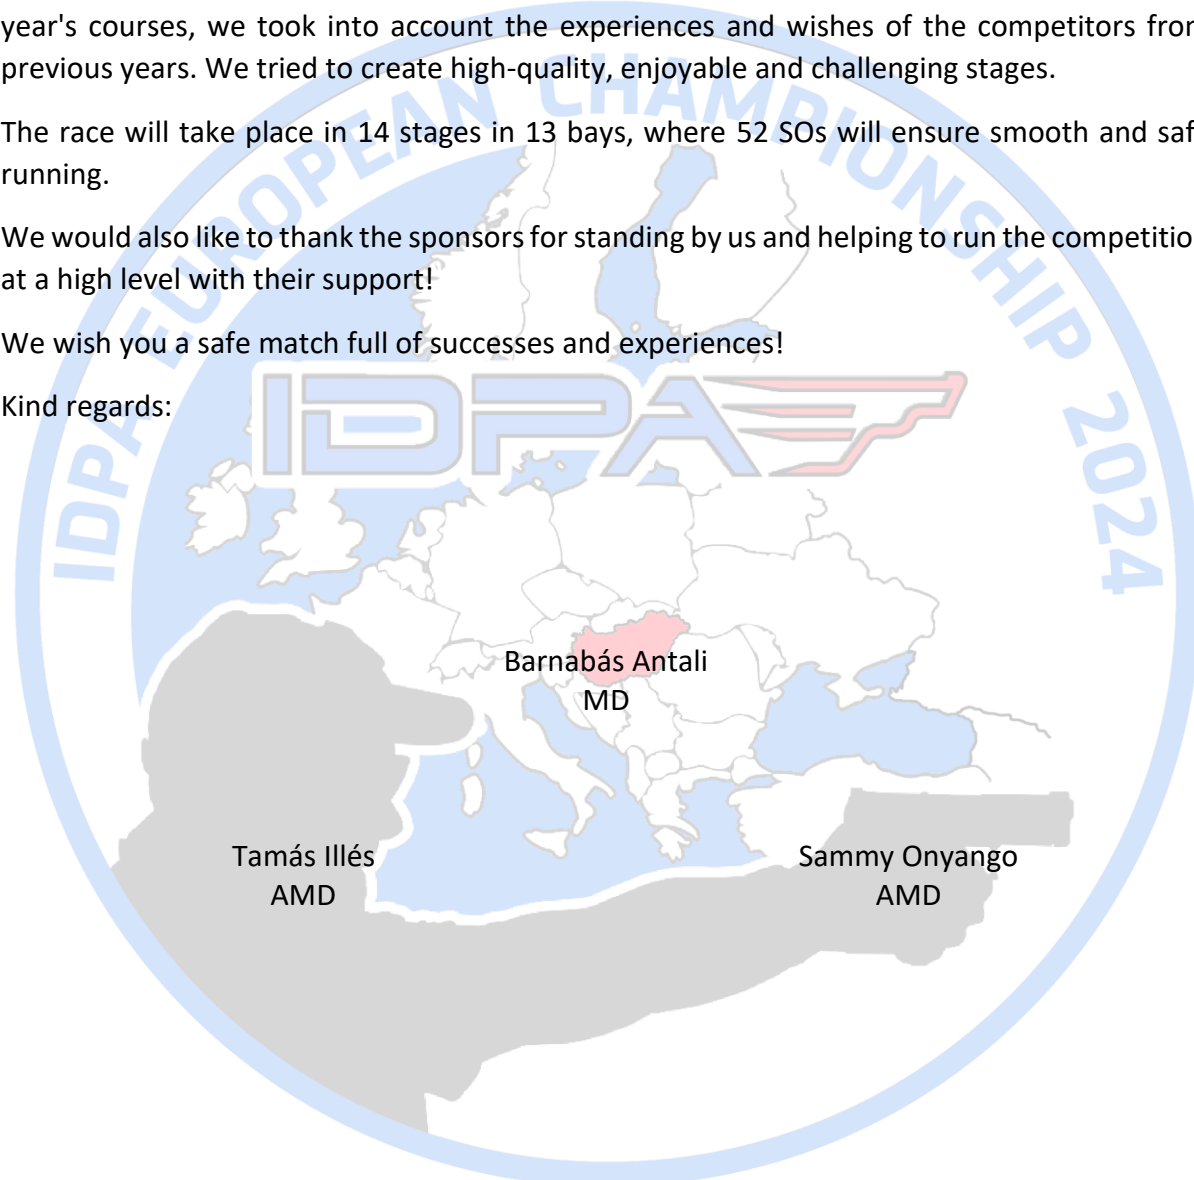 year's courses, we took into account the experiences and wishes of the competitors from
previous years. We tried to create high-quality, enjoyable and challenging stages.
The race will take place in 14 stages in 13 bays, where 52 SOs will ensure smooth and saf
running.
We would also like to thank the sponsors for standing by us and helping to run the competitio
at a high level with their support!
We wish you a safe match full of successes and experiences!
Kind regards:
IDPA EUROPEAN CHAMPIONSHIP 2024
IDPA
Barnabás Antali
MD
Tamás Illés
AMD
Sammy Onyango
AMD